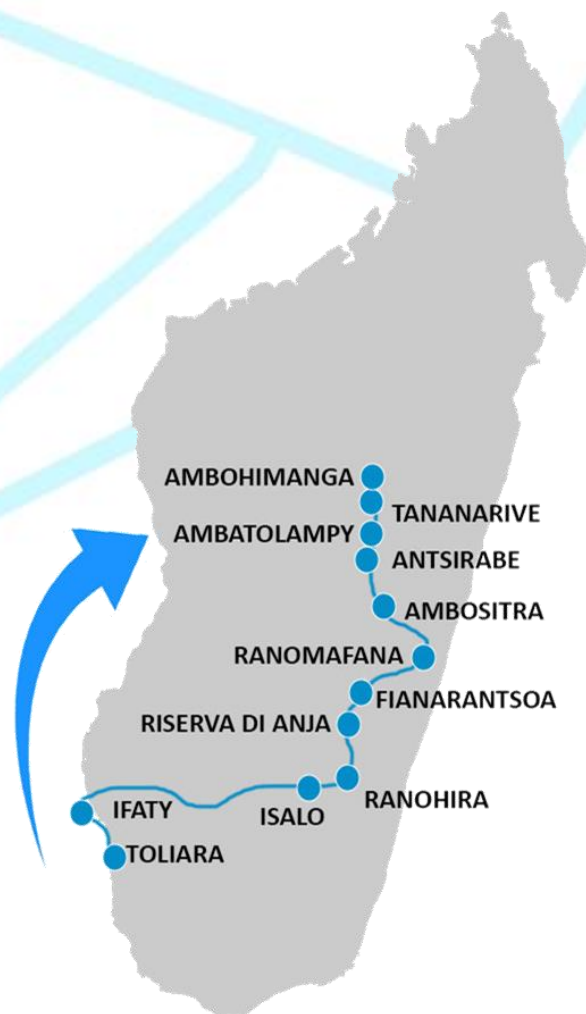 AMBOHIMANGA
TANANARIVE
AMBATOLAMPY
ANTSIRABE
AMBOSITRA
RANOMAFANA
FIANARANTSOA
RISERVA DI ANJA
RANOHIRA
ISALO
IFATY
TOLIARA